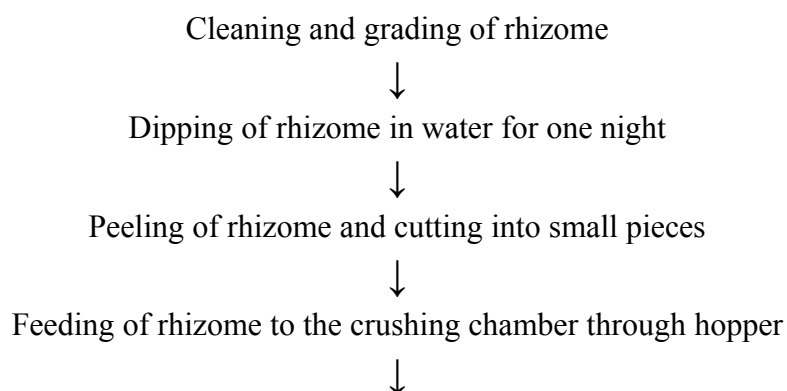 Cleaning and grading of rhizome
↓
Dipping of rhizome in water for one night
↓
Peeling of rhizome and cutting into small pieces
↓
Feeding of rhizome to the crushing chamber through hopper
↓